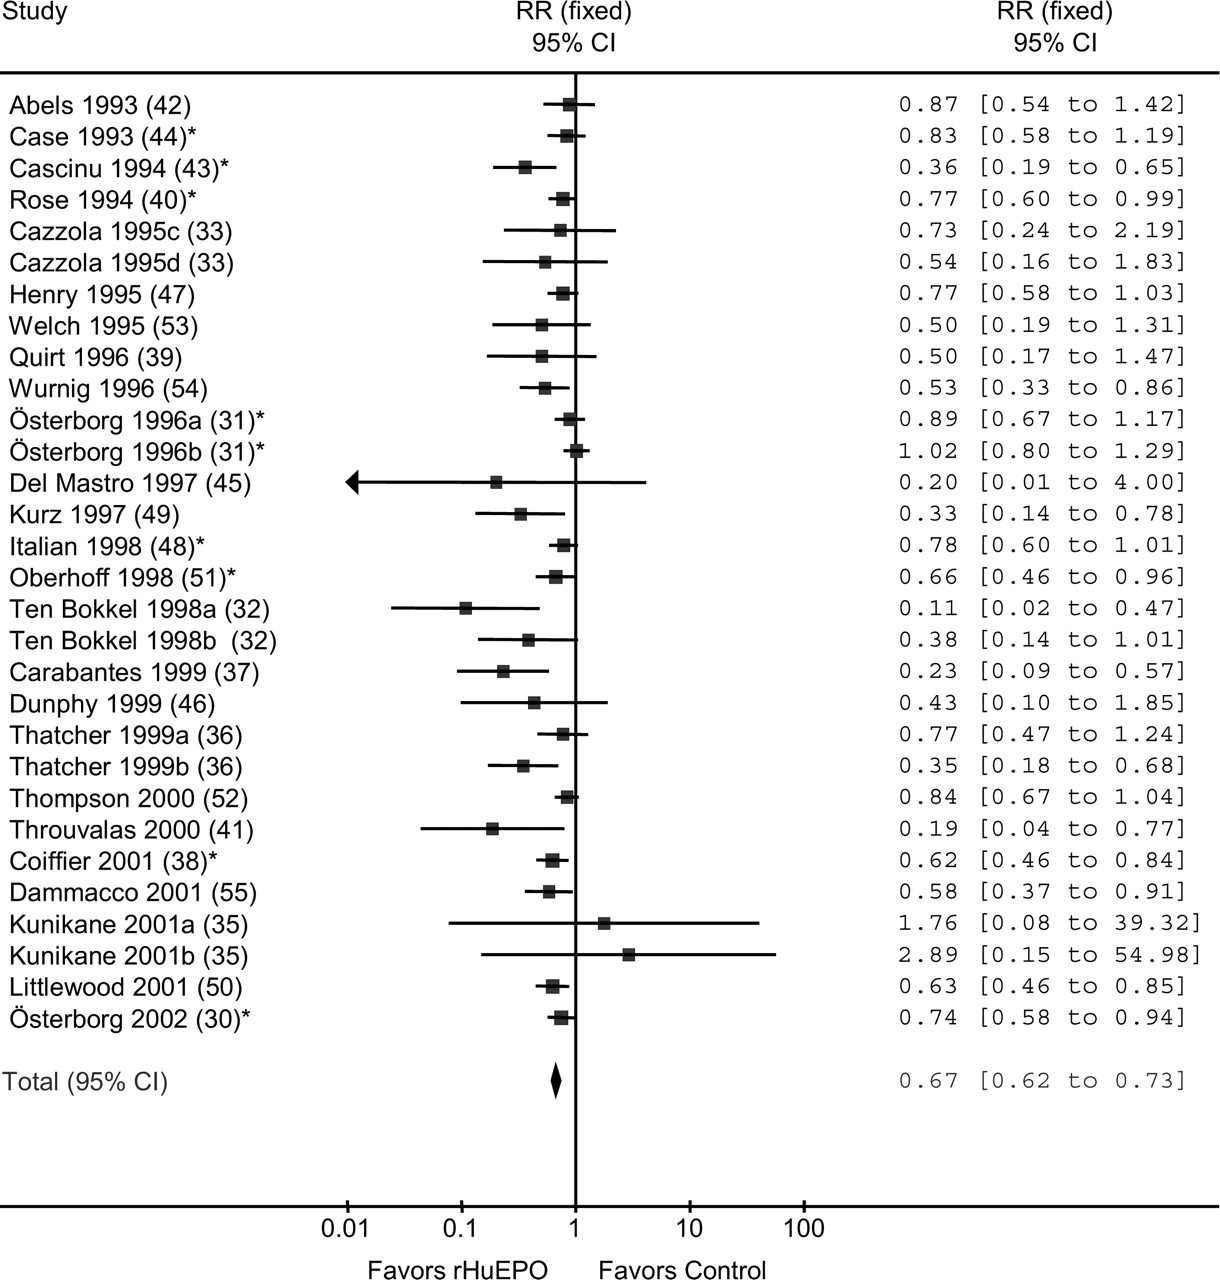 Study RR (fixed) RR (fixed)
95% CI 95% CI
Abels 1993 (42) 0.87 [0.54 to 1.42]
Case 1993 (44)* 0.83 [0.58 to 1.19]
Cascinu 1994 (43)* 0.36 [0.19 to 0.65]
Rose 1994 (40)* 0.77 [0.60 to 0.99]
Cazzola 1995c (33) 0.73 [0.24 to 2.19]
Cazzola 1995d (33) 0.54 [0.16 to 1.83]
Henry 1995 (47) 0.77 [0.58 to 1.03]
Welch 1995 (53) 0.50 [0.19 to 1.31]
Quirt 1996 (39) 0.50 [0.17 to 1.47]
Wurnig 1996 (54) 0.53 [0.33 to 0.86]
Österborg 1996a (31)* 0.89 [0.67 to 1.17]
Österborg 1996b (31)* 1.02 [0.80 to 1.29]
Del Mastro 1997 (45) 0.20 [0.01 to 4.00]
Kurz 1997 (49) 0.33 [0.14 to 0.78]
Italian 1998 (48)* 0.78 [0.60 to 1.01]
Oberhoff 1998 (51)* 0.66 [0.46 to 0.96]
Ten Bokkel 1998a (32) 0.11 [0.02 to 0.47]
Ten Bokkel 1998b (32) 0.38 [0.14 to 1.01]
Carabantes 1999 (37) 0.23 [0.09 to 0.57]
Dunphy 1999 (46) 0.43 [0.10 to 1.85]
Thatcher 1999a (36) 0.77 [0.47 to 1.24]
Thatcher 1999b (36) 0.35 [0.18 to 0.68]
Thompson 2000 (52) 0.84 [0.67 to 1.04]
Throuvalas 2000 (41) 0.19 [0.04 to 0.77]
Coiffier 2001 (38)* 0.62 [0.46 to 0.84]
Dammacco 2001 (55) 0.58 [0.37 to 0.91]
Kunikane 2001a (35) 1.76 [0.08 to 39.32]
Kunikane 2001b (35) 2.89 [0.15 to 54.98]
Littlewood 2001 (50) 0.63 [0.46 to 0.85]
Österborg 2002 (30)* 0.74 [0.58 to 0.94]
Total (95% CI) 0.67 [0.62 to 0.73]
0.01 0.1 1 10 100
Favors rHuEPO Favors Control